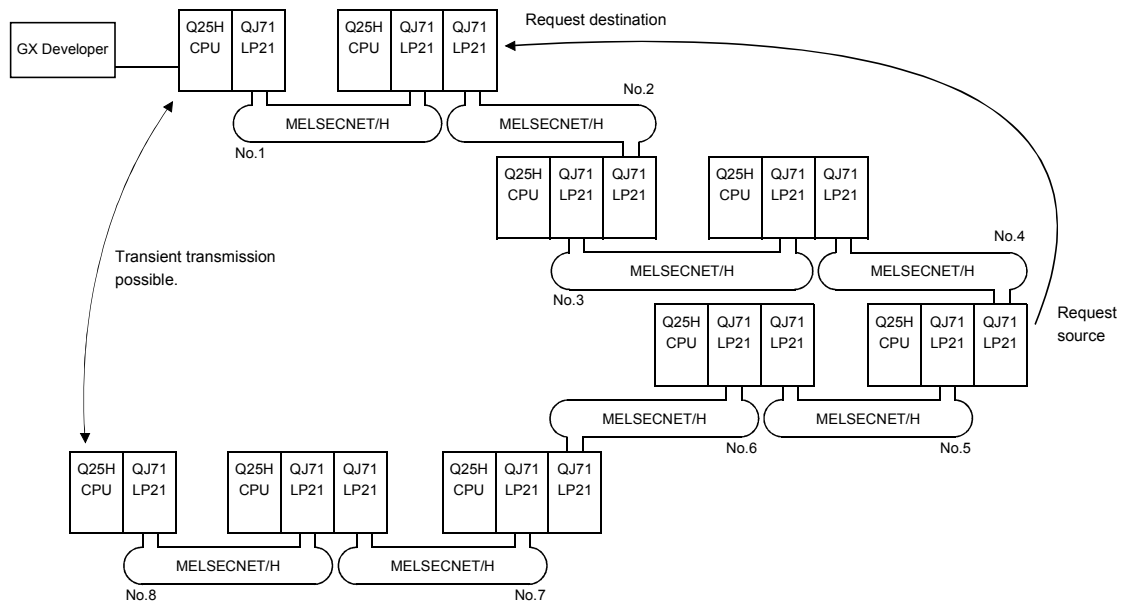 Request destination
GX Developer
Q25H
CPU
QJ71
LP21
Q25H
CPU
QJ71
LP21
QJ71
LP21
No.2
MELSECNET/H
MELSECNET/H
No.1
Q25H
CPU
QJ71
LP21
QJ71
LP21
Q25H
CPU
QJ71
LP21
QJ71
LP21
No.4
Transient transmission
possible.
MELSECNET/H
MELSECNET/H
No.3
Q25H
CPU
QJ71
LP21
QJ71
LP21
Q25H
CPU
QJ71
LP21
QJ71
LP21
Request
source
MELSECNET/H
MELSECNET/H
No.6
No.5
Q25H
CPU
QJ71
LP21
Q25H
CPU
QJ71
LP21
QJ71
LP21
Q25H
CPU
QJ71
LP21
QJ71
LP21
MELSECNET/H
MELSECNET/H
No.8
No.7